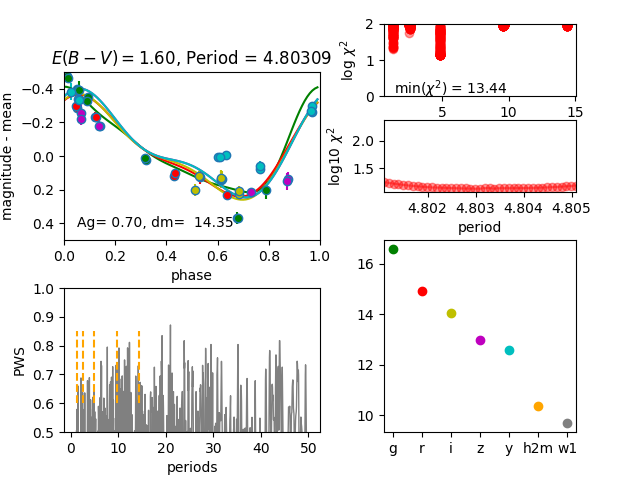 E(B − V) = 1.60, Period = 4.80309
magnitude - mean
−0.4
−0.2
0.0
0.2
0.4
Ag= 0.70, dm=  14.35
0.0 0.2 0.4 0.6 0.8 1.0
phase
log χ²
2
1
0
min(χ²) = 13.44
5 10 15
log10 χ²
2.0
1.5
4.802 4.803 4.804 4.805
period
PWS
1.0
0.9
0.8
0.7
0.6
0.5
0 10 20 30 40 50
periods
16
14
12
10
g r i z y h2m w1